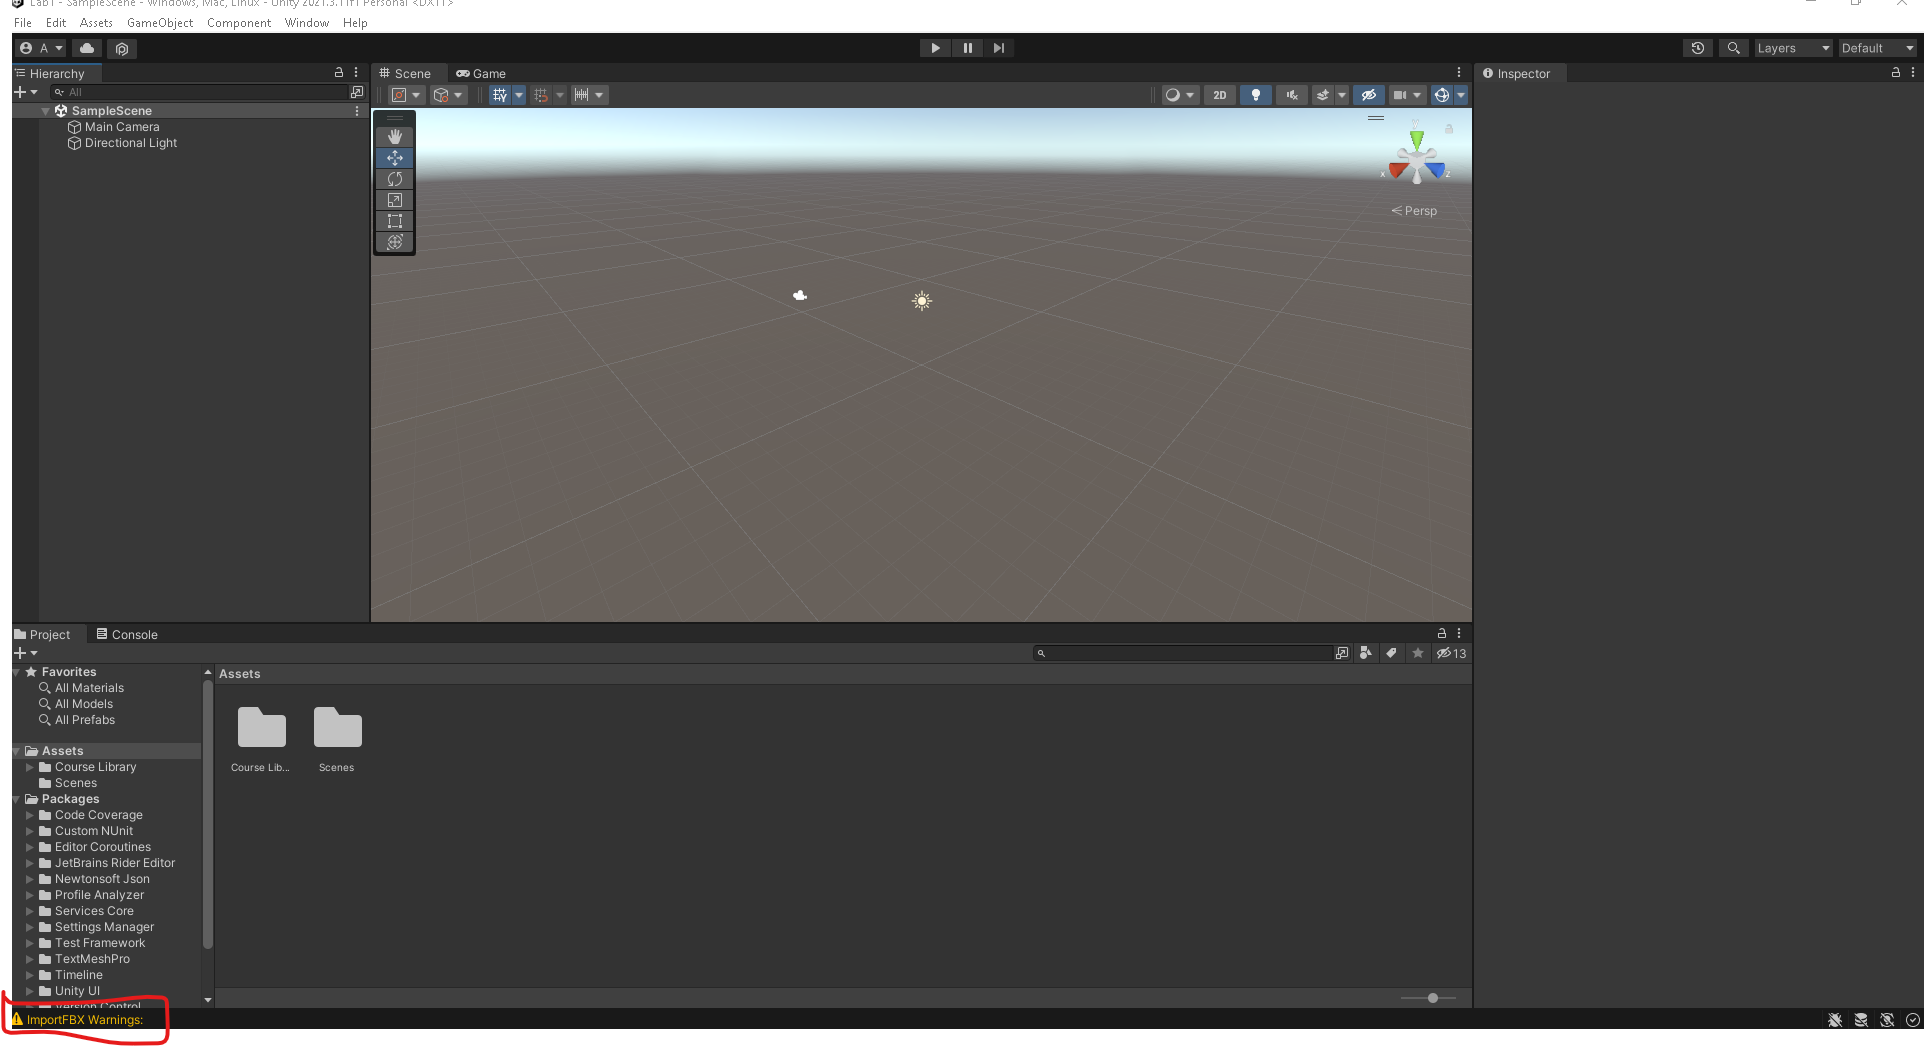 Lab1 - SampleScene - Windows, Mac, Linux - Unity 2021.3.11f1 Personal <DX11>
File Edit Assets GameObject Component Window Help
A Layers Default
Hierarchy
All
SampleScene
Main Camera
Directional Light
Scene Game
2D
y
x
z
Persp
Inspector
Project Console
13
Favorites
All Materials
All Models
All Prefabs
Assets
Course Library
Scenes
Packages
Code Coverage
Custom NUnit
Editor Coroutines
JetBrains Rider Editor
Newtonsoft Json
Profile Analyzer
Services Core
Settings Manager
Test Framework
TextMeshPro
Timeline
Unity UI
Version Control
Assets
Course Lib... Scenes
ImportFBX Warnings: